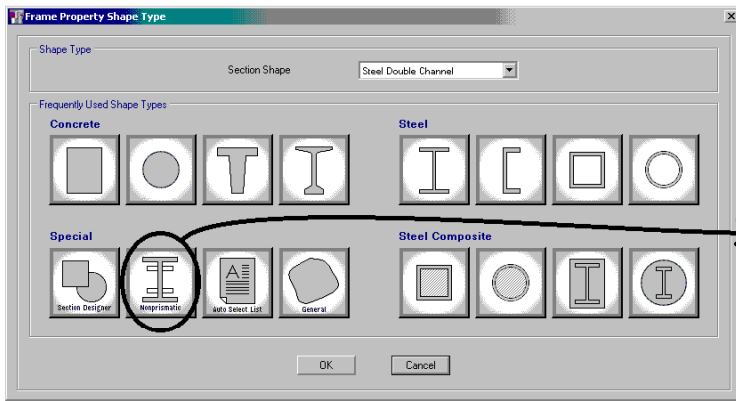 Frame Property Shape Type
Shape Type
Section Shape
Steel Double Channel
Frequently Used Shape Types
Concrete
Steel
Special
Steel Composite
Section Designer
Nonprismatic
A
Auto Select List
General
OK
Cancel